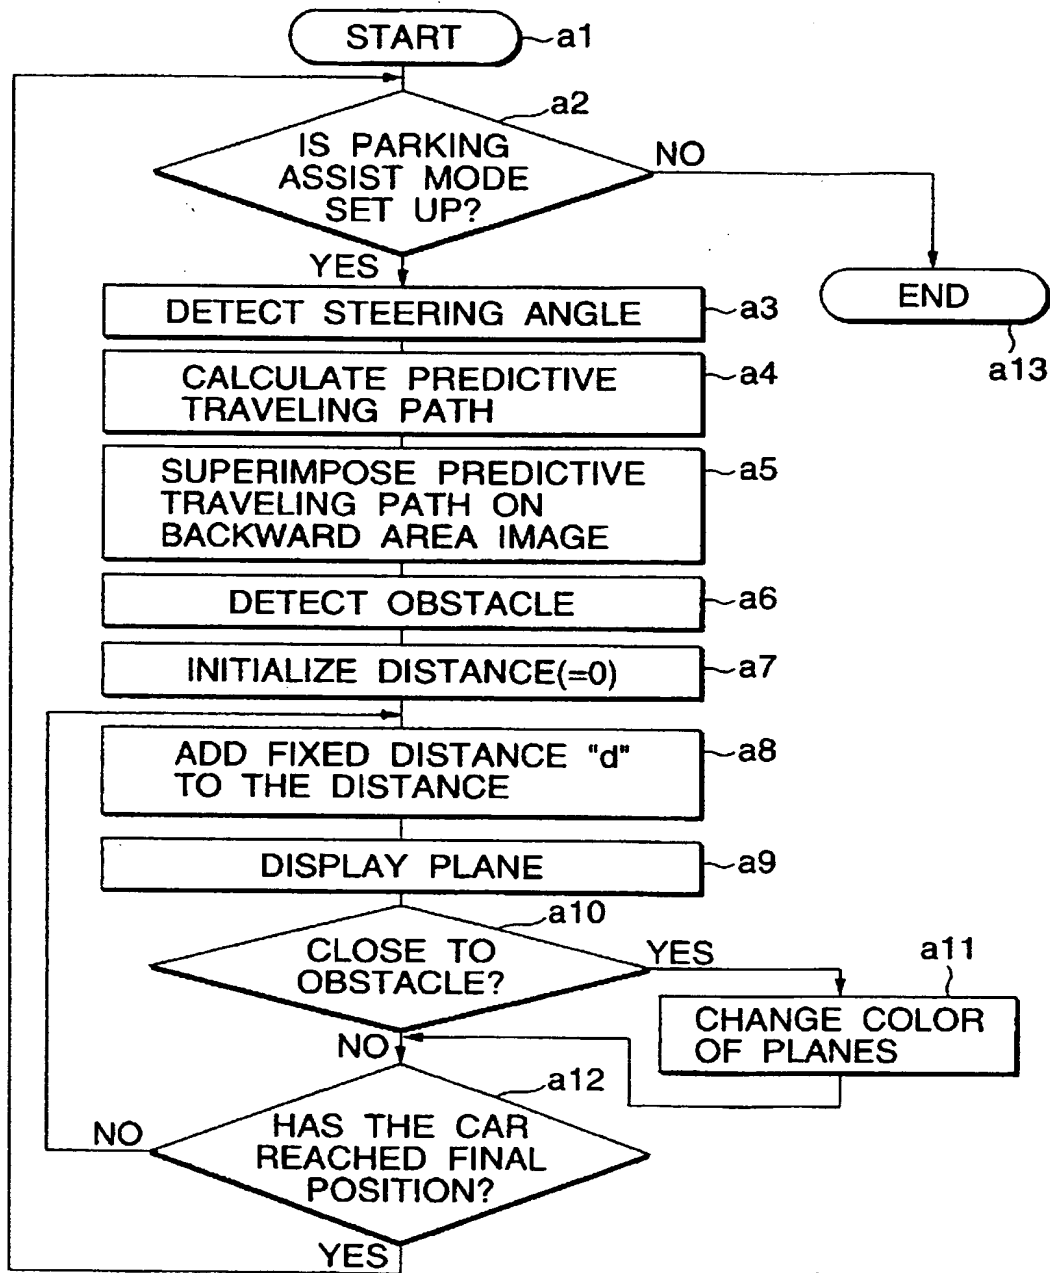 START
a1
a2
IS PARKING
ASSIST MODE
SET UP?
NO
YES
END
a13
DETECT STEERING ANGLE
a3
CALCULATE PREDICTIVE
TRAVELING PATH
a4
SUPERIMPOSE PREDICTIVE
TRAVELING PATH ON
BACKWARD AREA IMAGE
a5
DETECT OBSTACLE
a6
INITIALIZE DISTANCE(=0)
a7
ADD FIXED DISTANCE "d"
TO THE DISTANCE
a8
DISPLAY PLANE
a9
a10
CLOSE TO
OBSTACLE?
YES
a11
CHANGE COLOR
OF PLANES
NO
a12
HAS THE CAR
REACHED FINAL
POSITION?
NO
YES